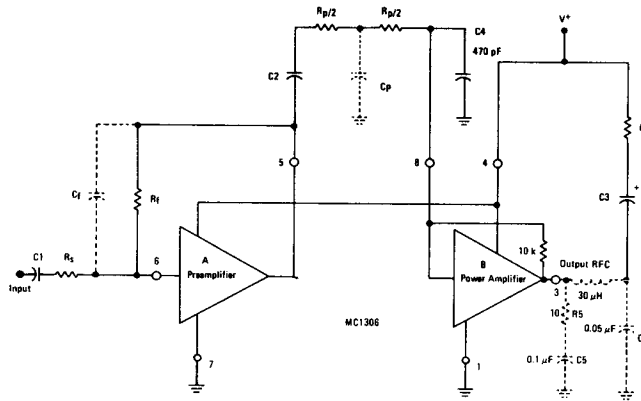 Rp/2
Rp/2
C4
470 pF
V+
C2
Cp
C3
+
5
8
4
Cf
Rf
10 k
C1
Rs
6
A
Preamplifier
B
Power Amplifier
Output RFC
3
30 μH
Input
10
R5
MC1306
0.05 μF
7
1
0.1 μF
C5